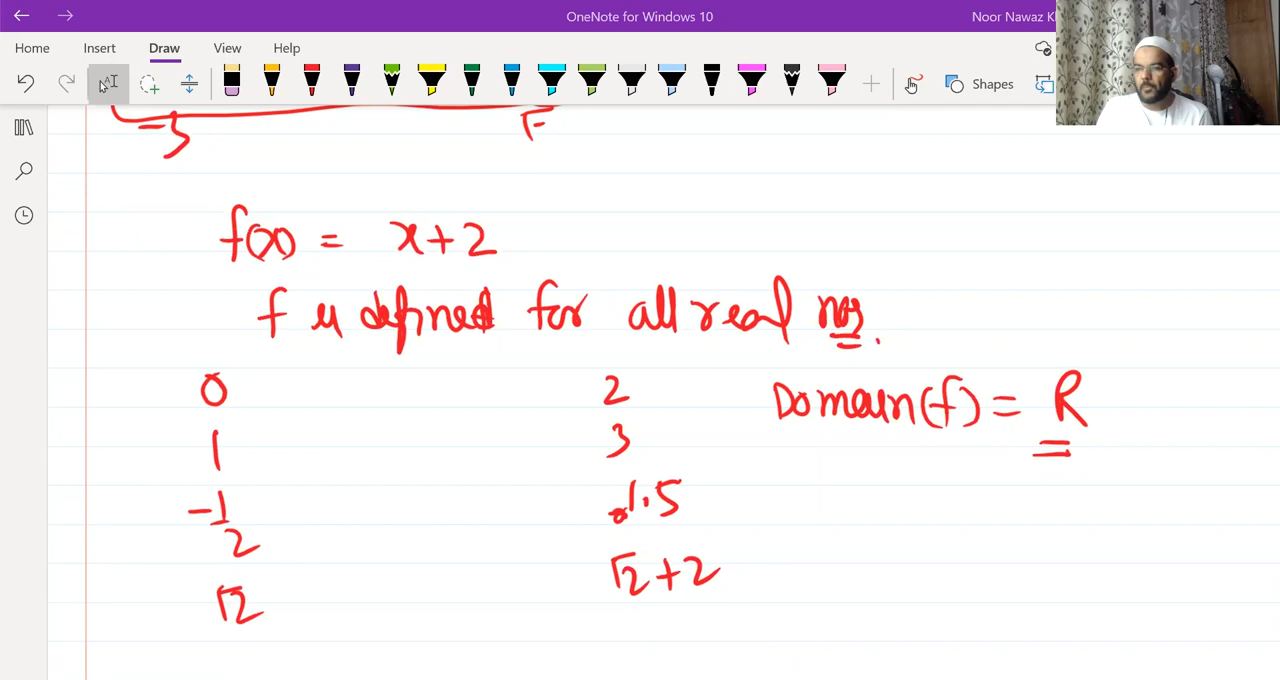 OneNote for Windows 10
Noor Nawaz Kh
Home Insert Draw View Help
Shapes
-5
f(x) = x+2
f is defined for all real nos.
0 2 Domain(f) = R
1 3
-1/2 1.5
√2 √2+2